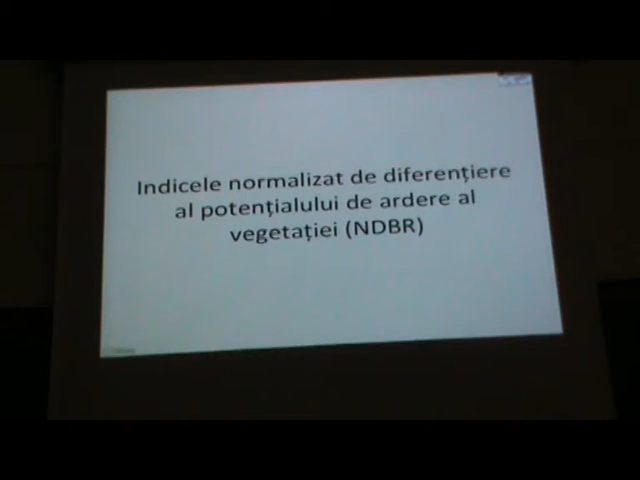 Indicele normalizat de diferențiere
al potențialului de ardere al
vegetației (NDBR)